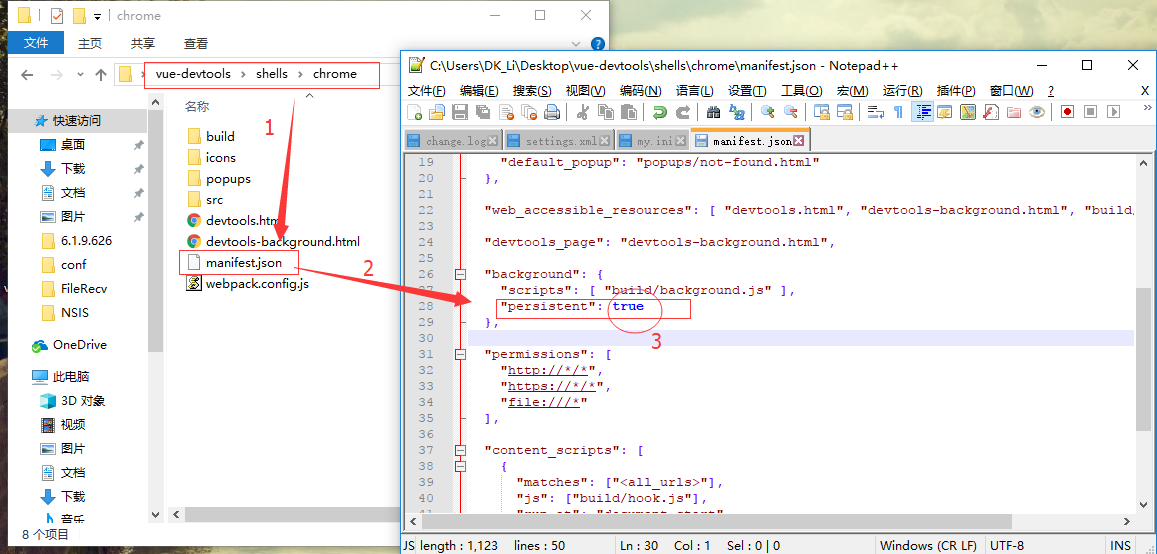 chrome
文件 主页 共享 查看
vue-devtools shells chrome
名称
快速访问
桌面
下载
文档
图片
6.1.9.626
conf
FileRecv
NSIS
OneDrive
此电脑
3D 对象
视频
图片
文档
下载
音乐
build
icons
popups
src
devtools.htm
devtools-background.html
manifest.json
webpack.config.js
8 个项目
1
2
3
C:\Users\DK_Li\Desktop\vue-devtools\shells\chrome\manifest.json - Notepad++
文件(F) 编辑(E) 搜索(S) 视图(V) 编码(N) 语言(L) 设置(T) 工具(O) 宏(M) 运行(R) 插件(P) 窗口(W) ? X
change.log settings.xml my.ini manifest.json
19 "default_popup": "popups/not-found.html"
20 },
21
22 "web_accessible_resources": [ "devtools.html", "devtools-background.html", "build/
23
24 "devtools_page": "devtools-background.html",
25
26 "background": {
27 "scripts": [ "build/background.js" ],
28 "persistent": true
29 },
30
31 "permissions": [
32 "http://*/*",
33 "https://*/*",
34 "file:///*"
35 ],
36
37 "content_scripts": [
38 {
39 "matches": ["<all_urls>"],
40 "js": ["build/hook.js"],
41 "run_at": "document_start"
JS length : 1,123 lines : 50 Ln : 30 Col : 1 Sel : 0 | 0 Windows (CR LF) UTF-8 INS